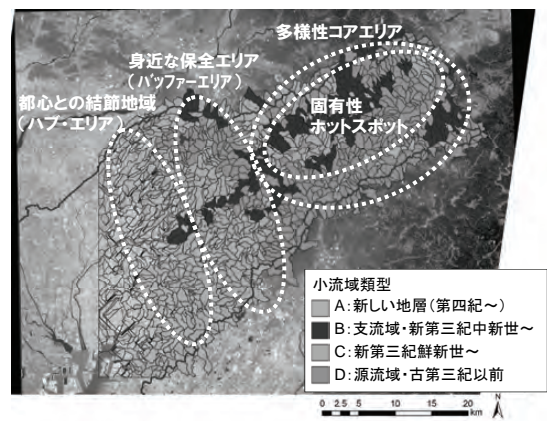 多様性コアエリア
身近な保全エリア
（バッファーエリア）
都心との結節地域
（ハブ・エリア）
固有性
ホットスポット
小流域類型
A：新しい地層（第四紀～）
B：支流域・新第三紀中新世～
C：新第三紀鮮新世～
D：源流域・古第三紀以前
0 2.5 5 10 15 20
km
N